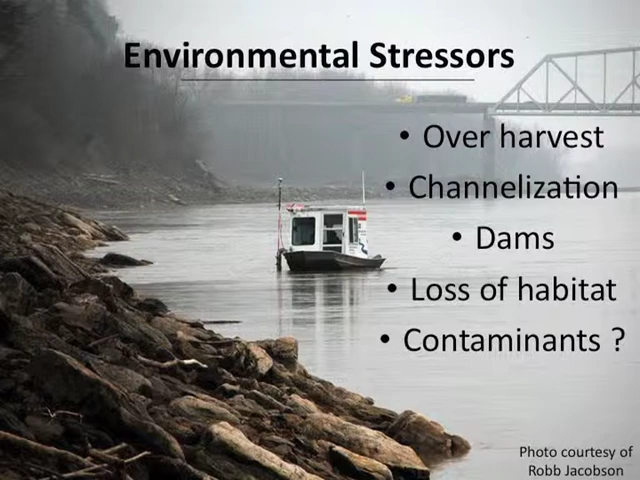 Environmental Stressors
• Over harvest
• Channelization
• Dams
• Loss of habitat
• Contaminants ?
Photo courtesy of
Robb Jacobson